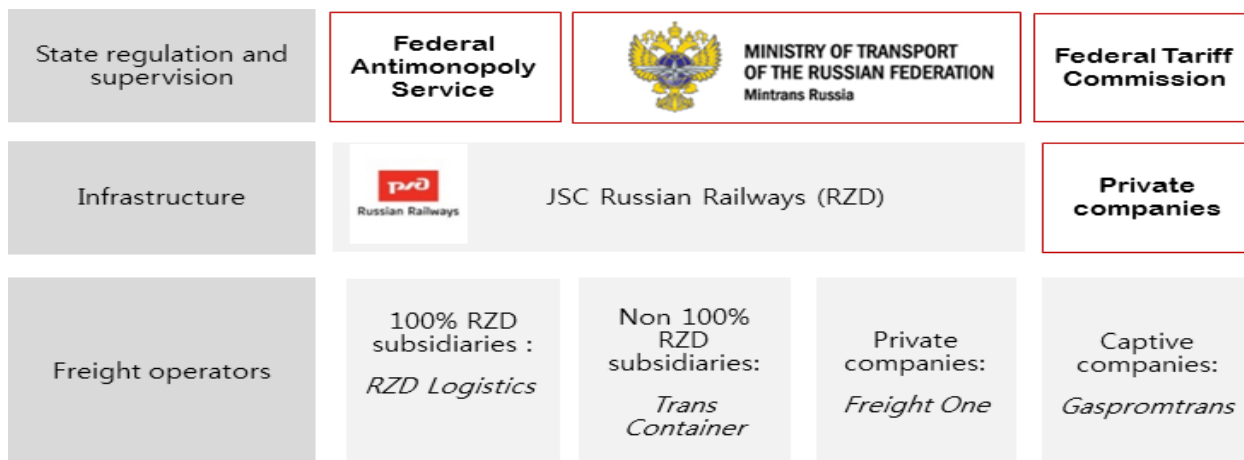 State regulation and
supervision
Federal
Antimonopoly
Service
MINISTRY OF TRANSPORT
OF THE RUSSIAN FEDERATION
Mintrans Russia
Federal Tariff
Commission
Infrastructure
pжд
Russian Railways
JSC Russian Railways (RZD)
Private
companies
Freight operators
100% RZD
subsidiaries :
RZD Logistics
Non 100%
RZD
subsidiaries:
Trans
Container
Private
companies:
Freight One
Captive
companies:
Gaspromtrans